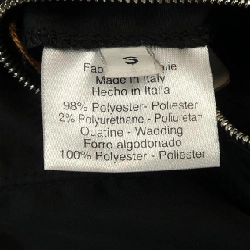 3
Made in Italy
Hecho in Italia
98% Polyester - Poliester
2% Polyurethane - Poliuretan
Ouatine - Wadding
Forro algodonado
100% Polyester - Poliester